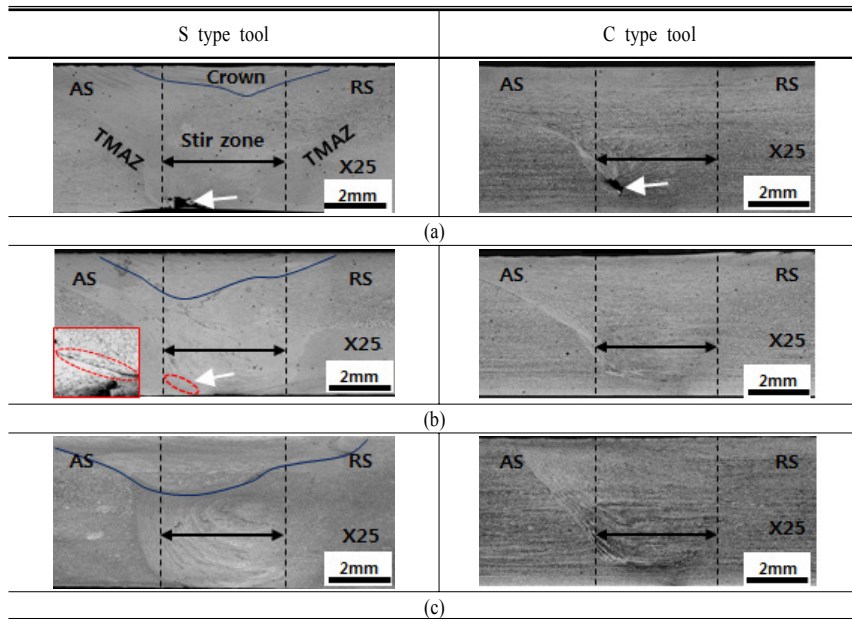 S type tool
C type tool
Crown
AS
RS
TMAZ
Stir zone
TMAZ
X25
2mm
AS
RS
X25
2mm
(a)
AS
RS
X25
2mm
AS
RS
X25
2mm
(b)
AS
RS
X25
2mm
AS
RS
X25
2mm
(c)